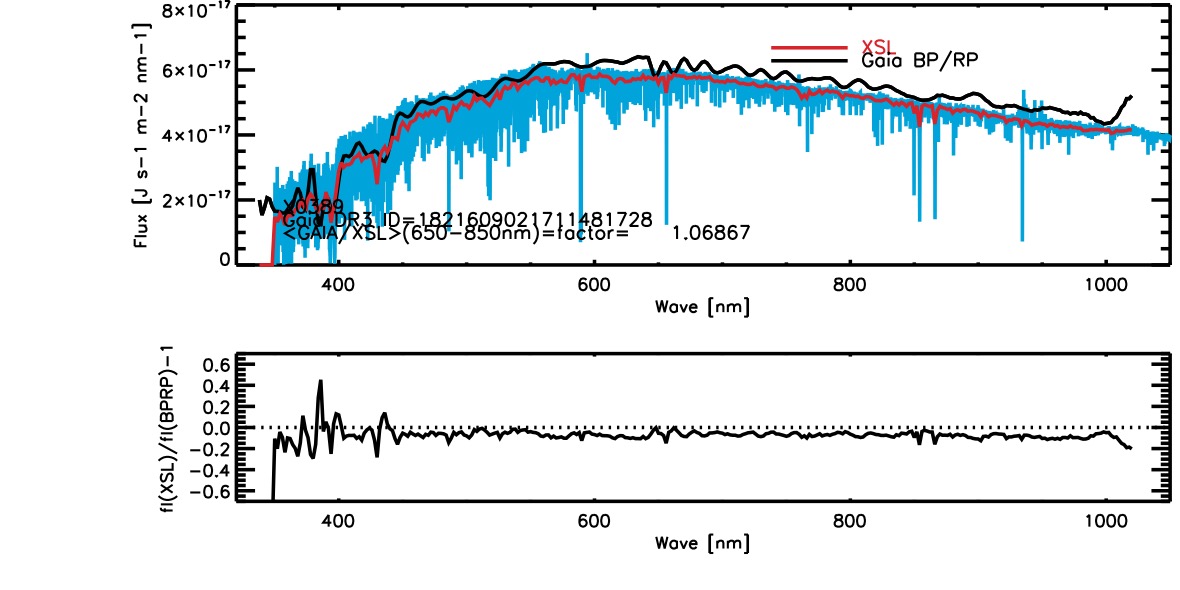 8×10−17
6×10−17
4×10−17
2×10−17
0
Flux [J s−1 m−2 nm−1]
XSL
Gaia BP/RP
X0389
Gaia DR3 ID=1821609021711481728
<GAIA/XSL>(650−850nm)=factor= 1.06867
400 600 800 1000
Wave [nm]
fl(XSL)/fl(BPRP)−1
0.6
0.4
0.2
0.0
−0.2
−0.4
−0.6
400 600 800 1000
Wave [nm]